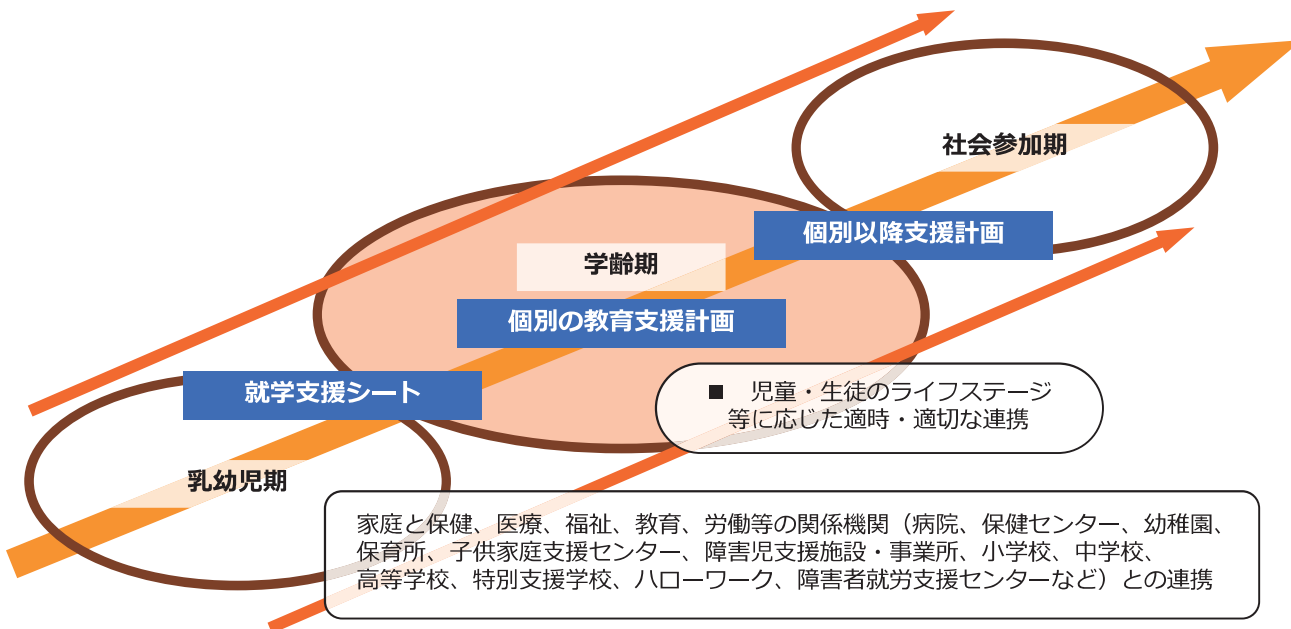 社会参加期
個別以降支援計画
学齢期
個別の教育支援計画
就学支援シート
■ 児童・生徒のライフステージ
等に応じた適時・適切な連携
乳幼児期
家庭と保健、医療、福祉、教育、労働等の関係機関（病院、保健センター、幼稚園、
保育所、子供家庭支援センター、障害児支援施設・事業所、小学校、中学校、
高等学校、特別支援学校、ハローワーク、障害者就労支援センターなど）との連携